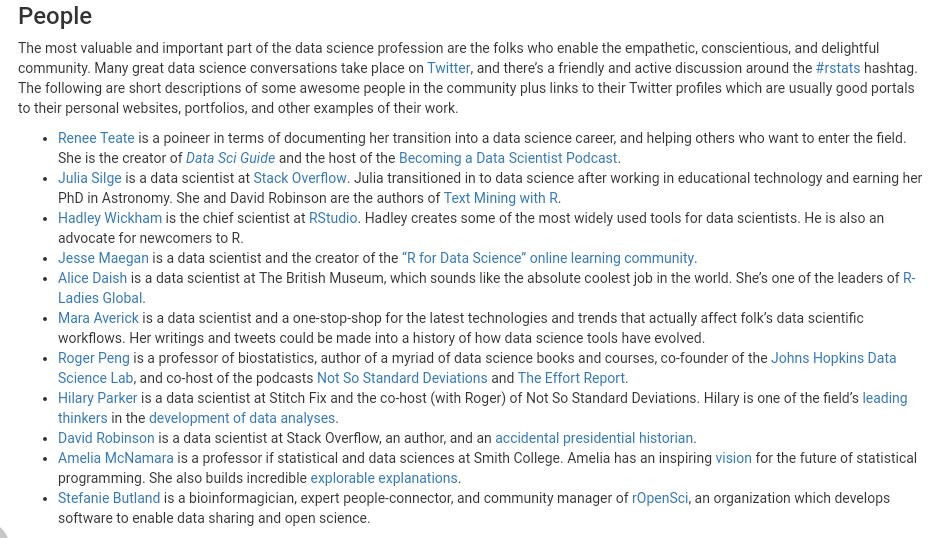 People
The most valuable and important part of the data science profession are the folks who enable the empathetic, conscientious, and delightful
community. Many great data science conversations take place on Twitter, and there's a friendly and active discussion around the #rstats hashtag.
The following are short descriptions of some awesome people in the community plus links to their Twitter profiles which are usually good portals
to their personal websites, portfolios, and other examples of their work.
• Renee Teate is a poineer in terms of documenting her transition into a data science career, and helping others who want to enter the field.
She is the creator of Data Sci Guide and the host of the Becoming a Data Scientist Podcast.
• Julia Silge is a data scientist at Stack Overflow. Julia transitioned in to data science after working in educational technology and earning her
PhD in Astronomy. She and David Robinson are the authors of Text Mining with R.
• Hadley Wickham is the chief scientist at RStudio. Hadley creates some of the most widely used tools for data scientists. He is also an
advocate for newcomers to R.
• Jesse Maegan is a data scientist and the creator of the “R for Data Science” online learning community.
• Alice Daish is a data scientist at The British Museum, which sounds like the absolute coolest job in the world. She's one of the leaders of R-
Ladies Global.
• Mara Averick is a data scientist and a one-stop-shop for the latest technologies and trends that actually affect folk's data scientific
workflows. Her writings and tweets could be made into a history of how data science tools have evolved.
• Roger Peng is a professor of biostatistics, author of a myriad of data science books and courses, co-founder of the Johns Hopkins Data
Science Lab, and co-host of the podcasts Not So Standard Deviations and The Effort Report.
• Hilary Parker is a data scientist at Stitch Fix and the co-host (with Roger) of Not So Standard Deviations. Hilary is one of the field's leading
thinkers in the development of data analyses.
• David Robinson is a data scientist at Stack Overflow, an author, and an accidental presidential historian.
• Amelia McNamara is a professor if statistical and data sciences at Smith College. Amelia has an inspiring vision for the future of statistical
programming. She also builds incredible explorable explanations.
• Stefanie Butland is a bioinformagician, expert people-connector, and community manager of rOpenSci, an organization which develops
software to enable data sharing and open science.